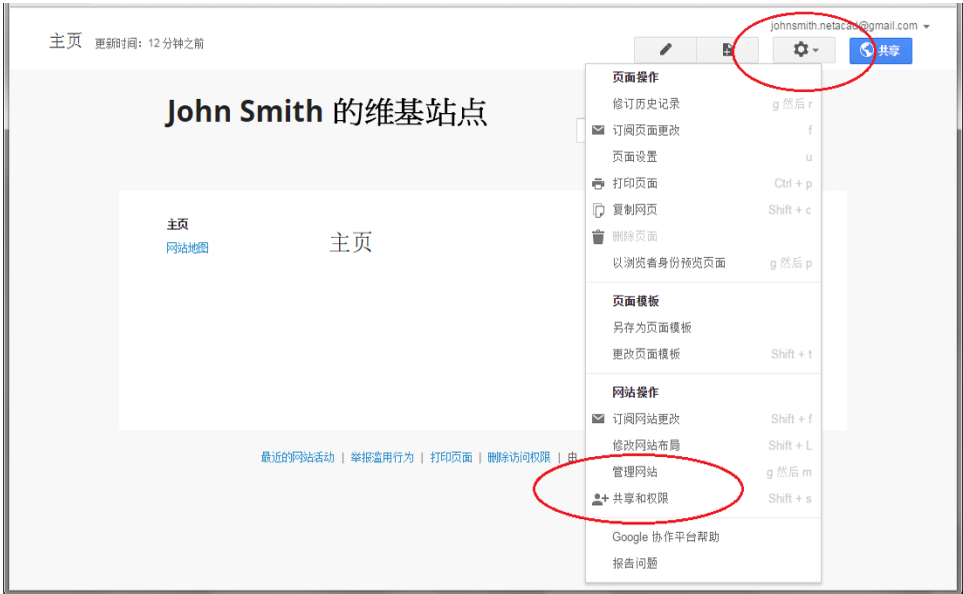 johnsmith.netacad@gmail.com
主页 更新时间：12 分钟之前
共享
John Smith 的维基站点
主页
网站地图
主页
最近的网站活动 | 举报滥用行为 | 打印页面 | 删除访问权限 | 由
页面操作
修订历史记录 g 然后 r
订阅页面更改 f
页面设置 u
打印页面 Ctrl + p
复制网页 Shift + c
删除页面
以浏览者身份预览页面 g 然后 p
页面模板
另存为页面模板
更改页面模板 Shift + t
网站操作
订阅网站更改 Shift + f
修改网站布局 Shift + L
管理网站 g 然后 m
共享和权限 Shift + s
Google 协作平台帮助
报告问题